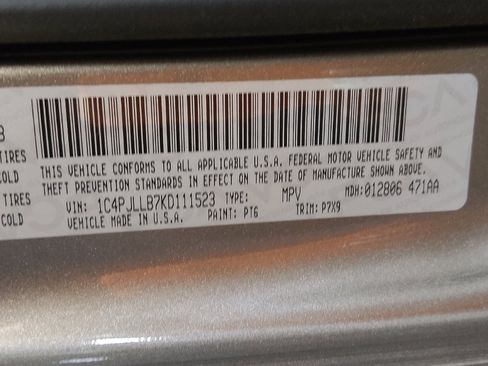 TIRES
THIS VEHICLE CONFORMS TO ALL APPLICABLE U.S.A. FEDERAL MOTOR VEHICLE SAFETY AND
COLD
THEFT PREVENTION STANDARDS IN EFFECT ON THE DATE OF MANUFACTURE SHOWN ABOVE.
TIRES
VIN: 1C4PJLLB7KD111523 TYPE: MPV MDH: 012806 471AA
COLD
VEHICLE MADE IN U.S.A. PAINT: PT6 TRIM: P7X9